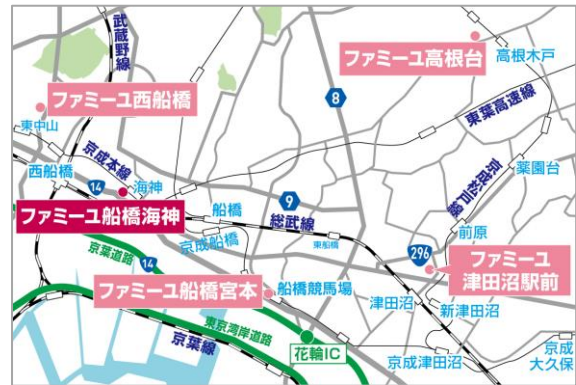 武蔵野線
ファミーユ高根台
高根木戸
ファミーユ西船橋
8
東葉高速線
東中山
京成本線
京成松戸線
薬園台
西船橋
14
海神
9
ファミーユ船橋海神
船橋
総武線
前原
京成船橋
東船橋
296
京葉道路
14
ファミーユ
津田沼駅前
ファミーユ船橋宮本
船橋競馬場
津田沼
新津田沼
東京湾岸道路
京葉線
花輪IC
京成津田沼
京成
大久保